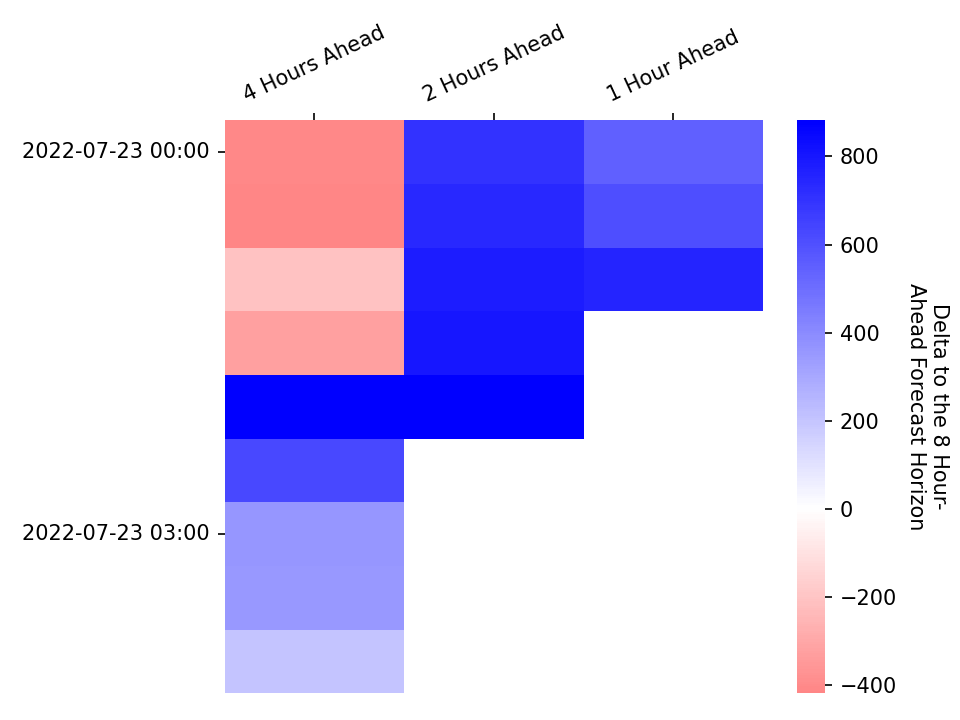 4 Hours Ahead
2 Hours Ahead
1 Hour Ahead
2022-07-23 00:00
2022-07-23 03:00
800
600
400
200
0
−200
−400
Delta to the 8 Hour-
Ahead Forecast Horizon